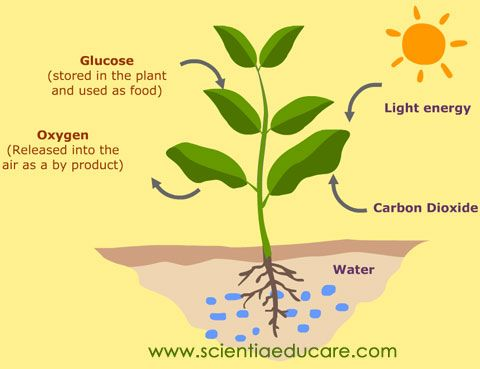 Glucose
(stored in the plant
and used as food)
Light energy
Oxygen
(Released into the
air as a by product)
Carbon Dioxide
Water
www.scientiaeducare.com